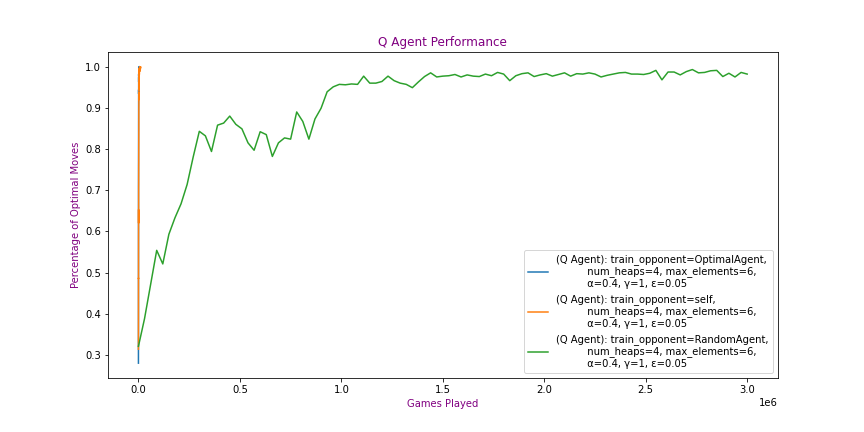 Q Agent Performance
Percentage of Optimal Moves
1.0
0.9
0.8
0.7
0.6
0.5
0.4
0.3
(Q Agent): train_opponent=OptimalAgent,
num_heaps=4, max_elements=6,
α=0.4, γ=1, ε=0.05
(Q Agent): train_opponent=self,
num_heaps=4, max_elements=6,
α=0.4, γ=1, ε=0.05
(Q Agent): train_opponent=RandomAgent,
num_heaps=4, max_elements=6,
α=0.4, γ=1, ε=0.05
0.0 0.5 1.0 1.5 2.0 2.5 3.0
1e6
Games Played